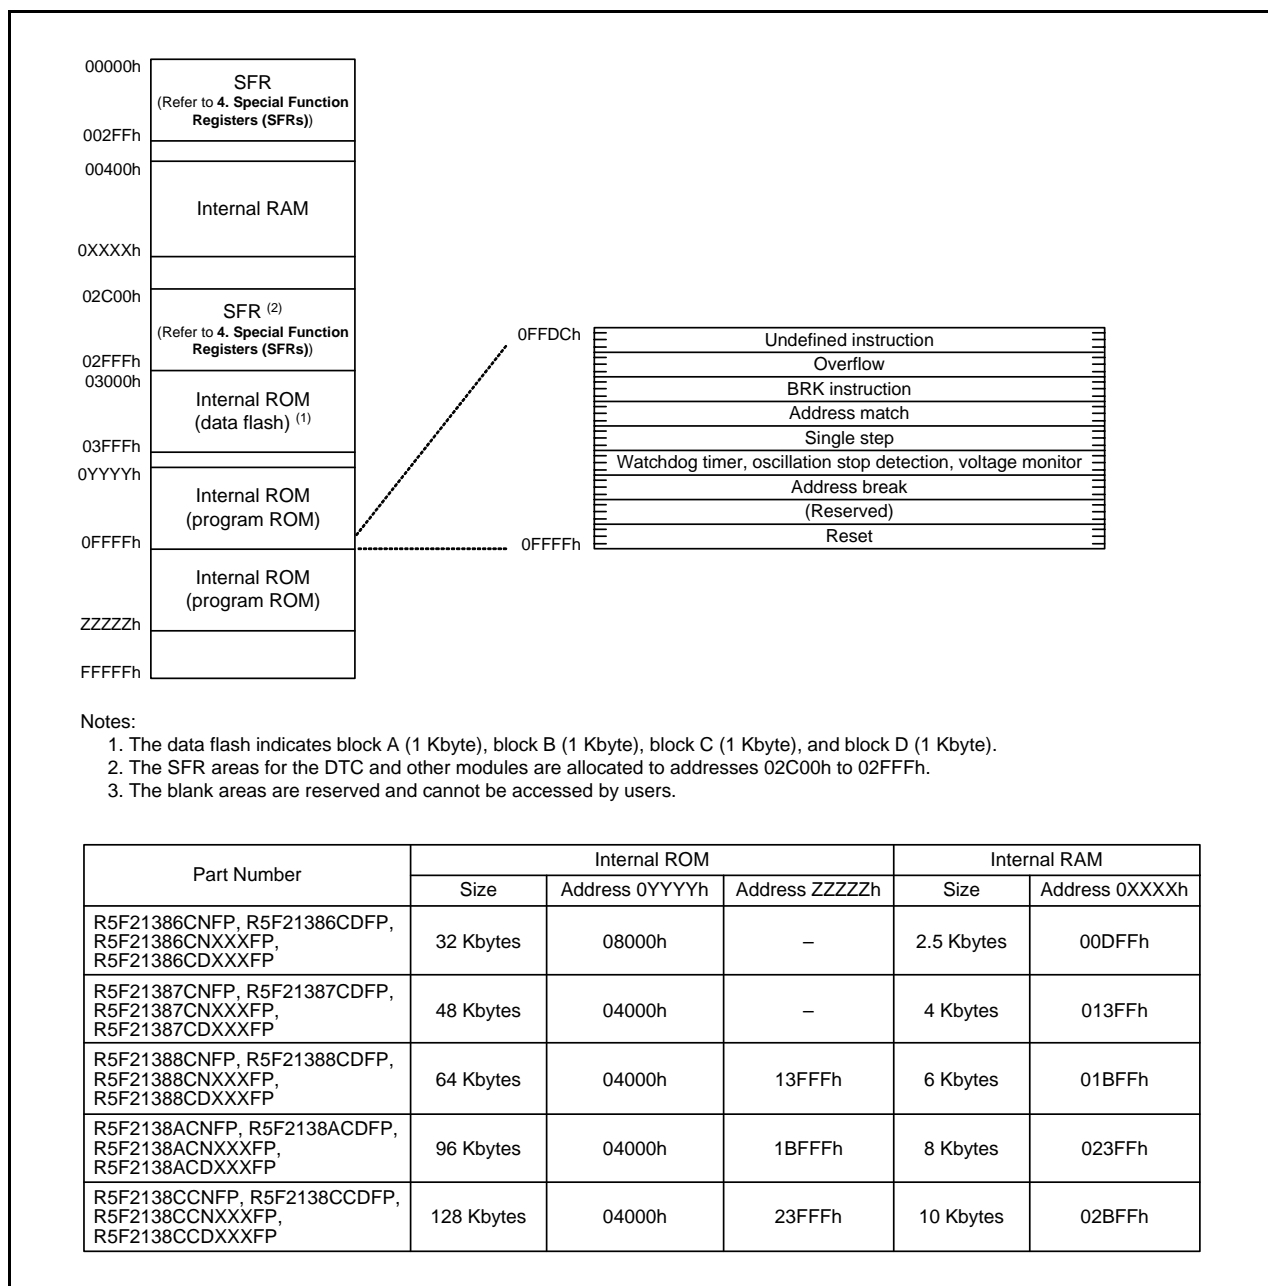 00000h
SFR
(Refer to 4. Special Function
Registers (SFRs))
002FFh
00400h
Internal RAM
0XXXXh
02C00h
SFR (2)
(Refer to 4. Special Function
Registers (SFRs))
02FFFh
03000h
Internal ROM
(data flash) (1)
03FFFh
0YYYYh
Internal ROM
(program ROM)
0FFFFh
Internal ROM
(program ROM)
ZZZZZh
FFFFFh
0FFDCh
Undefined instruction
Overflow
BRK instruction
Address match
Single step
Watchdog timer, oscillation stop detection, voltage monitor
Address break
(Reserved)
Reset
0FFFFh
Notes:
1. The data flash indicates block A (1 Kbyte), block B (1 Kbyte), block C (1 Kbyte), and block D (1 Kbyte).
2. The SFR areas for the DTC and other modules are allocated to addresses 02C00h to 02FFFh.
3. The blank areas are reserved and cannot be accessed by users.
Part Number Internal ROM Internal RAM
Size Address 0YYYYh Address ZZZZZh Size Address 0XXXXh
R5F21386CNFP, R5F21386CDFP,
R5F21386CNXXXFP,
R5F21386CDXXXFP
32 Kbytes 08000h – 2.5 Kbytes 00DFFh
R5F21387CNFP, R5F21387CDFP,
R5F21387CNXXXFP,
R5F21387CDXXXFP
48 Kbytes 04000h – 4 Kbytes 013FFh
R5F21388CNFP, R5F21388CDFP,
R5F21388CNXXXFP,
R5F21388CDXXXFP
64 Kbytes 04000h 13FFFh 6 Kbytes 01BFFh
R5F2138ACNFP, R5F2138ACDFP,
R5F2138ACNXXXFP,
R5F2138ACDXXXFP
96 Kbytes 04000h 1BFFFh 8 Kbytes 023FFh
R5F2138CCNFP, R5F2138CCDFP,
R5F2138CCNXXXFP,
R5F2138CCDXXXFP
128 Kbytes 04000h 23FFFh 10 Kbytes 02BFFh